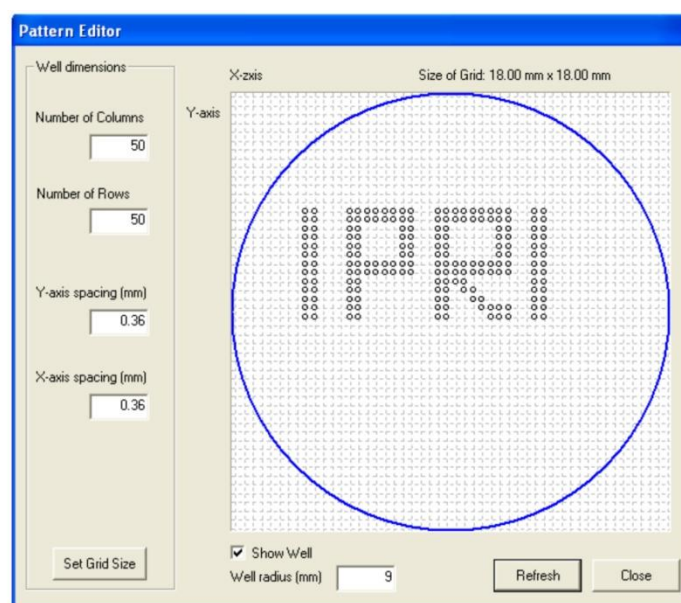 Pattern Editor
Well dimensions
X-zxis
Size of Grid: 18.00 mm x 18.00 mm
Y-axis
Number of Columns
50
Number of Rows
50
Y-axis spacing (mm)
0.36
X-axis spacing (mm)
0.36
Set Grid Size
IPRI
Show Well
Well radius (mm)
9
Refresh
Close